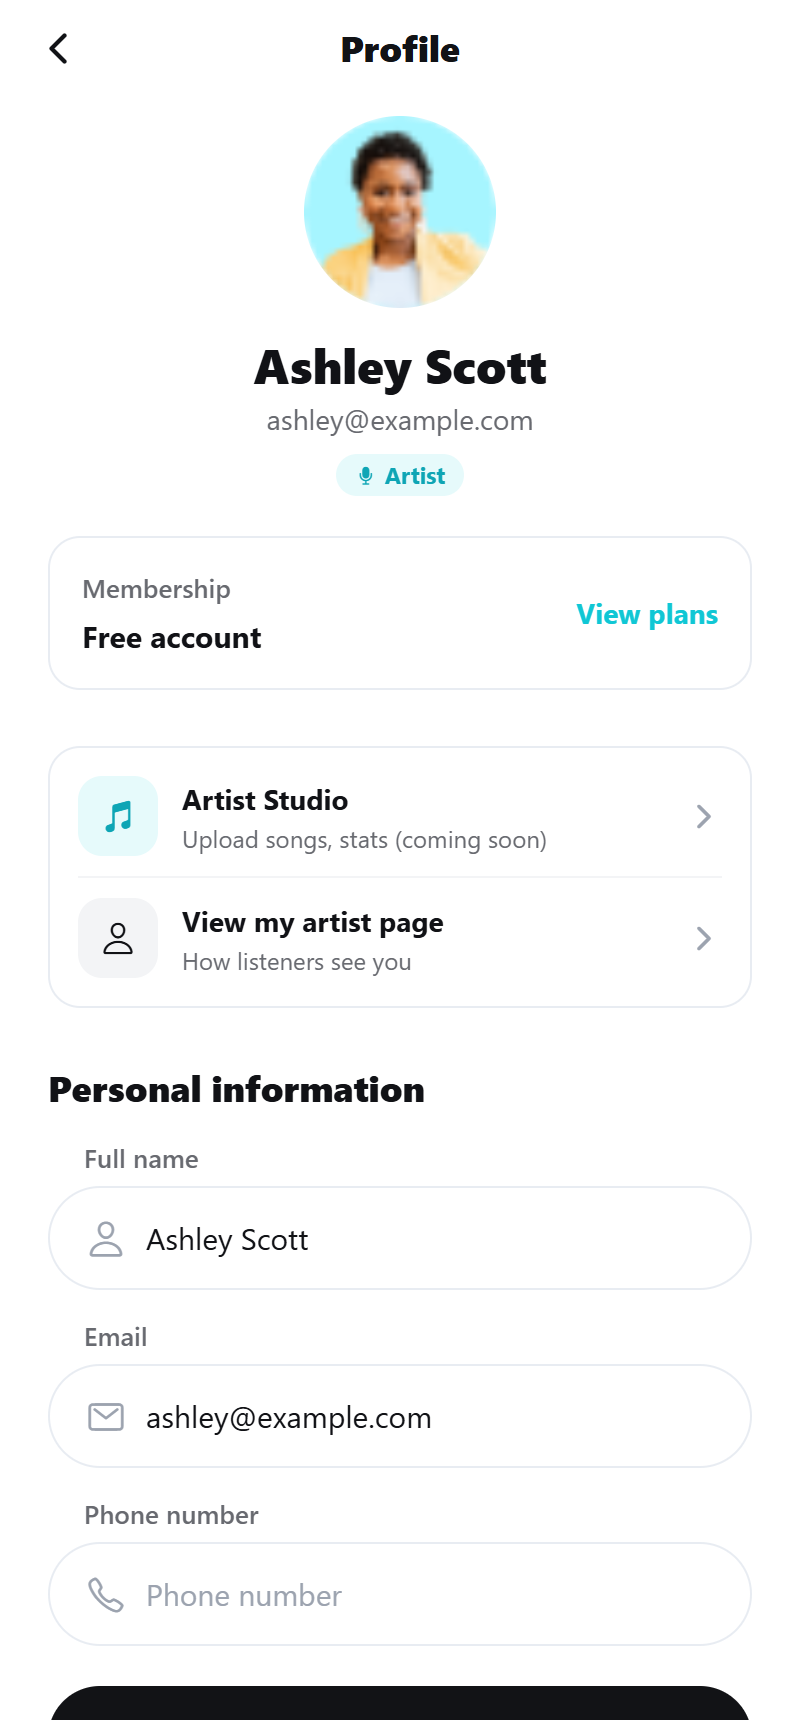 Profile
Ashley Scott
ashley@example.com
Artist
Membership
Free account
View plans
Artist Studio
Upload songs, stats (coming soon)
View my artist page
How listeners see you
Personal information
Full name
Ashley Scott
Email
ashley@example.com
Phone number
Phone number